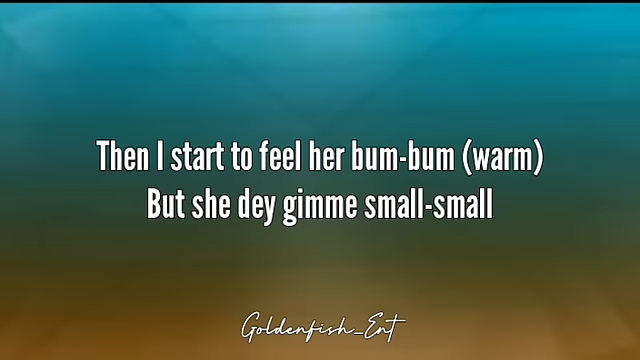 Then I start to feel her bum-bum (warm)
But she dey gimme small-small
Goldenfish_Ent